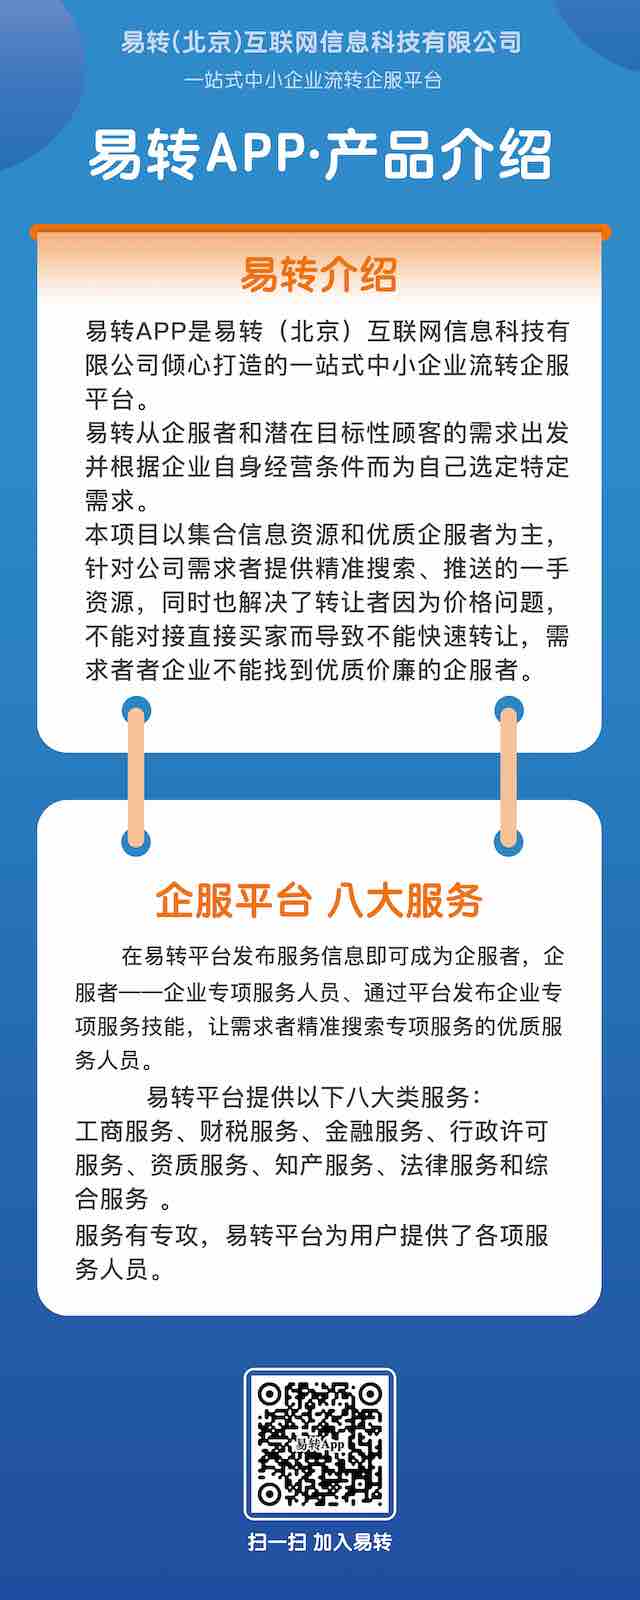 易转(北京)互联网信息科技有限公司
一站式中小企业流转企服平台
易转APP·产品介绍
易转介绍
易转APP是易转（北京）互联网信息科技有
限公司倾心打造的一站式中小企业流转企服
平台。
易转从企服者和潜在目标性顾客的需求出发
并根据企业自身经营条件而为自己选定特定
需求。
本项目以集合信息资源和优质企服者为主，
针对公司需求者提供精准搜索、推送的一手
资源，同时也解决了转让者因为价格问题，
不能对接直接买家而导致不能快速转让，需
求者者企业不能找到优质价廉的企服者。
企服平台 八大服务
在易转平台发布服务信息即可成为企服者，企
服者——企业专项服务人员、通过平台发布企业专
项服务技能，让需求者精准搜索专项服务的优质服
务人员。
易转平台提供以下八大类服务：
工商服务、财税服务、金融服务、行政许可
服务、资质服务、知产服务、法律服务和综
合服务 。
服务有专攻，易转平台为用户提供了各项服
务人员。
易转App
扫一扫 加入易转